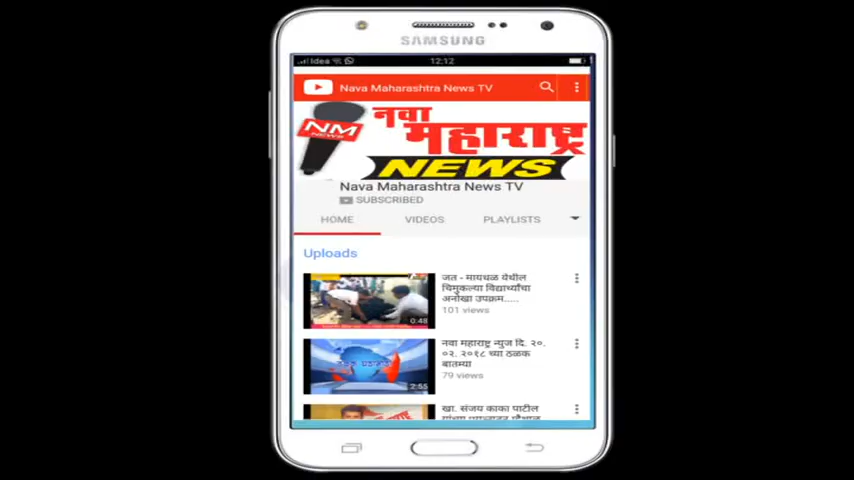 SAMSUNG
Idea
12:12
Nava Maharashtra News TV
NM
NEWS
नवा
महाराष्ट्र
NEWS
Nava Maharashtra News TV
SUBSCRIBED
HOME
VIDEOS
PLAYLISTS
Uploads
जत - मायथळ येथील
चिमुकल्या विद्यार्थ्यांचा
अनोखा उपक्रम.....
101 views
0:48
नवा महाराष्ट्र न्युज दि. २०.
०२. २०१८ च्या ठळक
बातम्या
79 views
2:55
खा. संजय काका पाटील